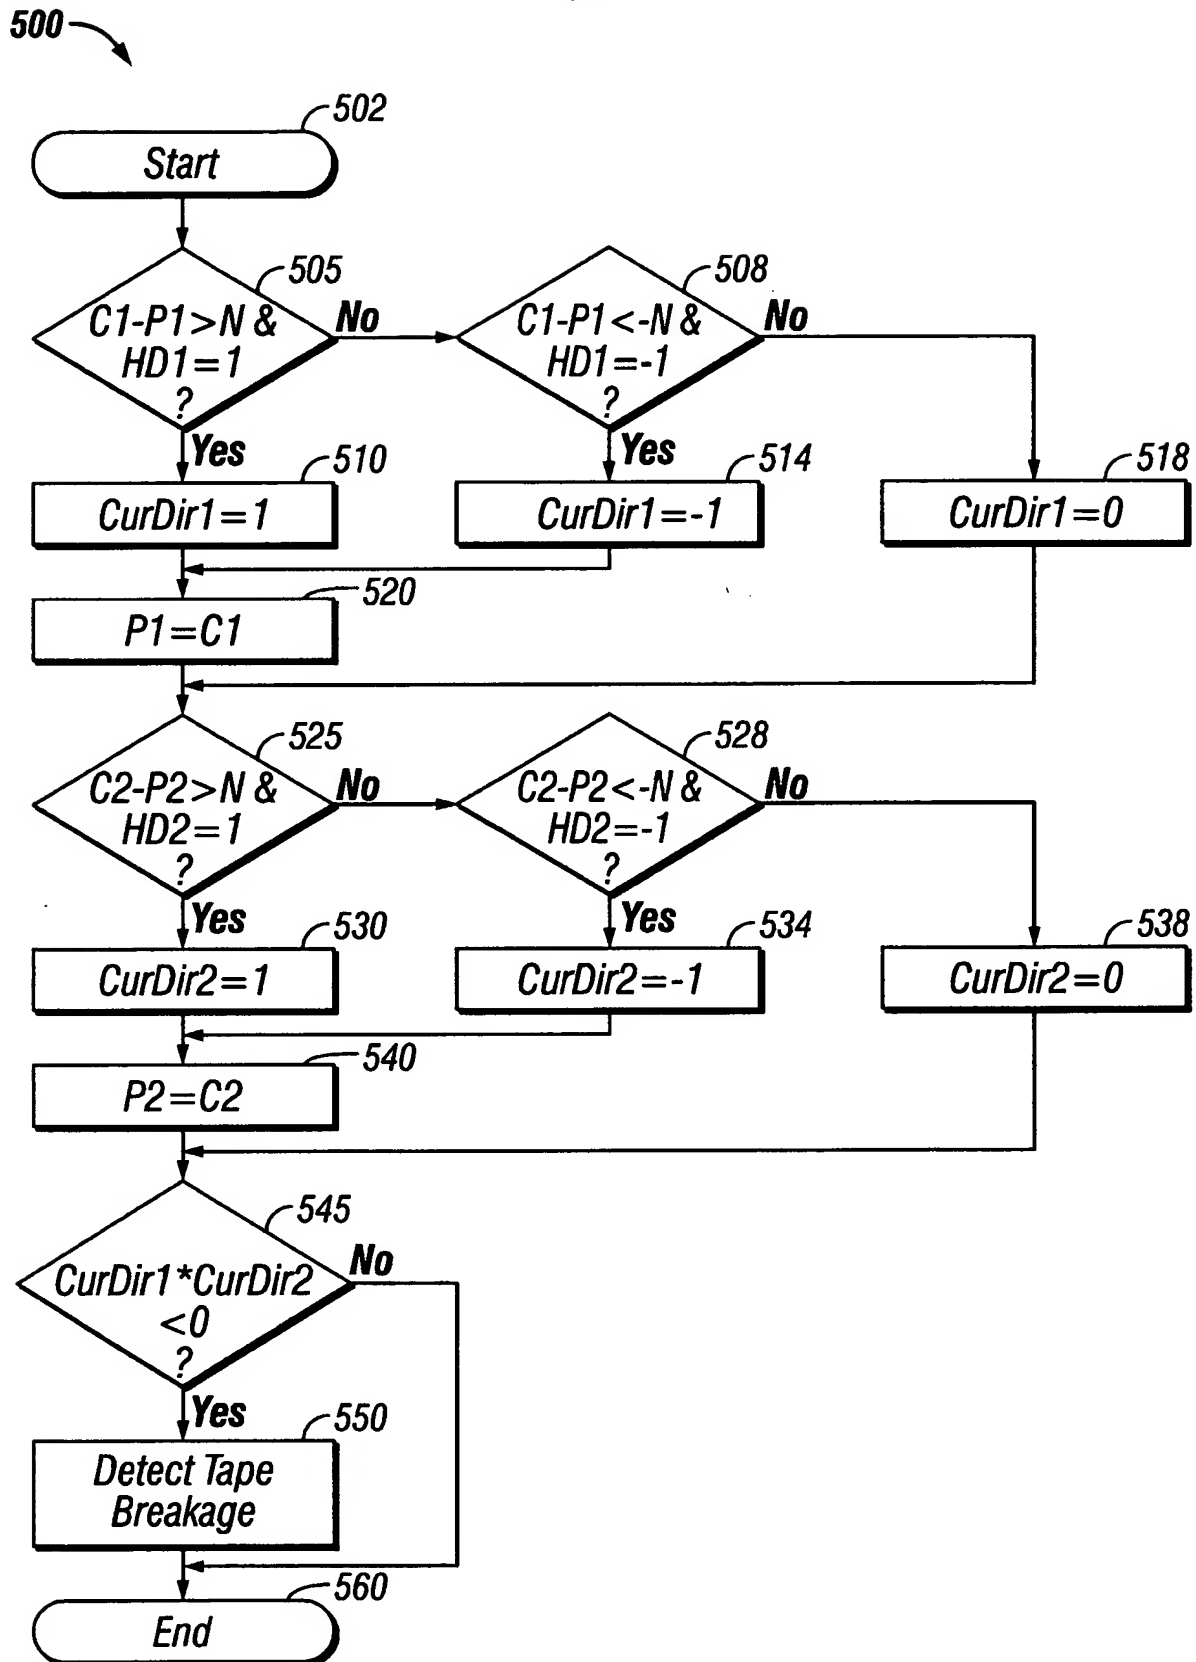 500
502
Start
505
C1-P1>N &
HD1=1
?
No
508
C1-P1<-N &
HD1=-1
?
No
Yes
510
CurDir1=1
Yes
514
CurDir1=-1
518
CurDir1=0
520
P1=C1
525
C2-P2>N &
HD2=1
?
No
528
C2-P2<-N &
HD2=-1
?
No
Yes
530
CurDir2=1
Yes
534
CurDir2=-1
538
CurDir2=0
540
P2=C2
545
CurDir1*CurDir2
<0
?
No
Yes
550
Detect Tape
Breakage
560
End